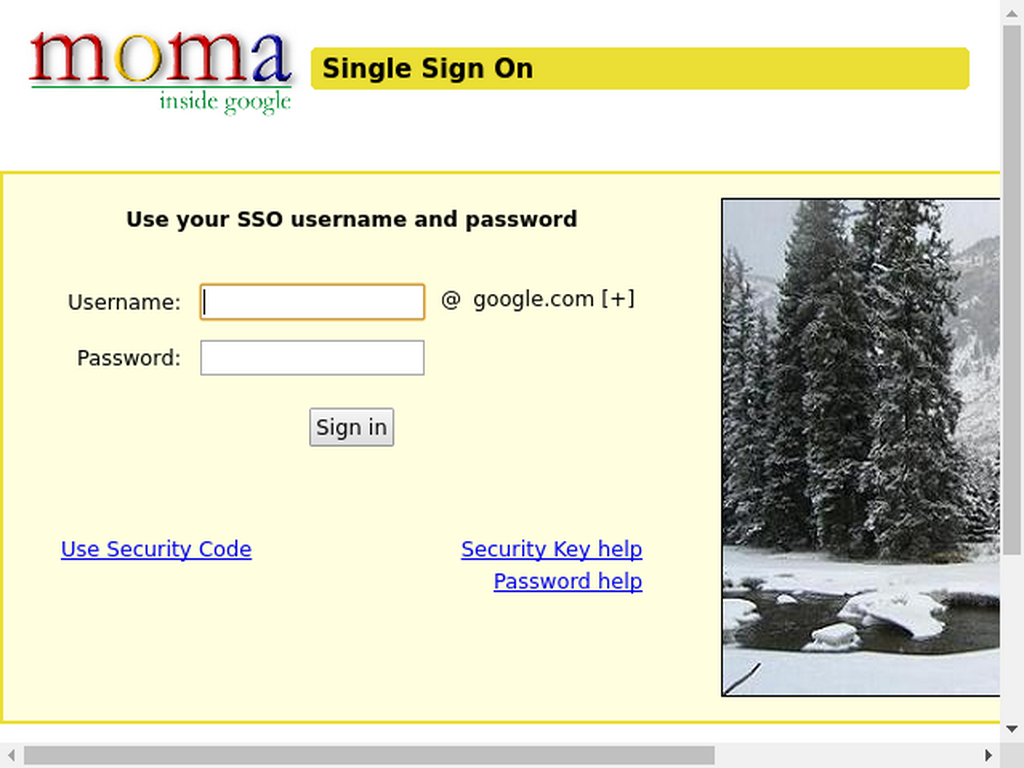 moma
inside google
Single Sign On
Use your SSO username and password
Username:
@ google.com [+]
Password:
Sign in
Use Security Code
Security Key help
Password help